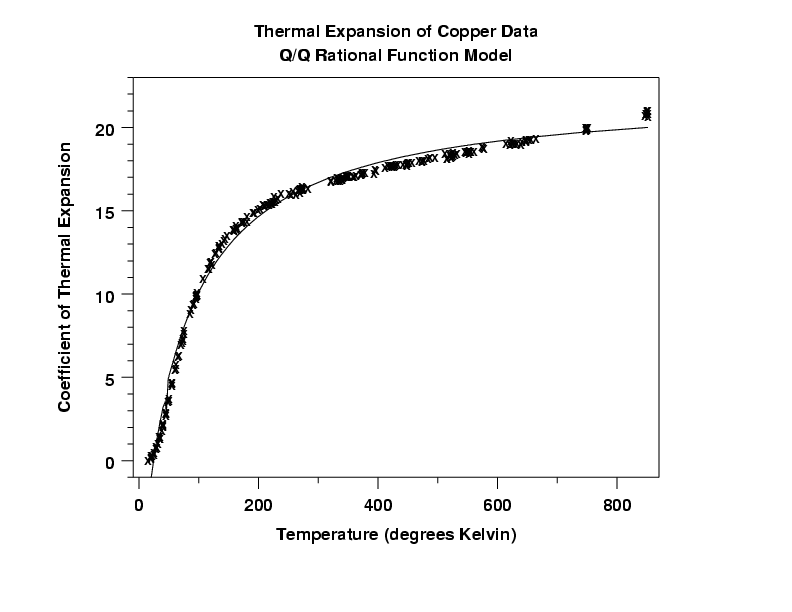 Thermal Expansion of Copper Data
Q/Q Rational Function Model
20
15
10
5
0
Coefficient of Thermal Expansion
0 200 400 600 800
Temperature (degrees Kelvin)